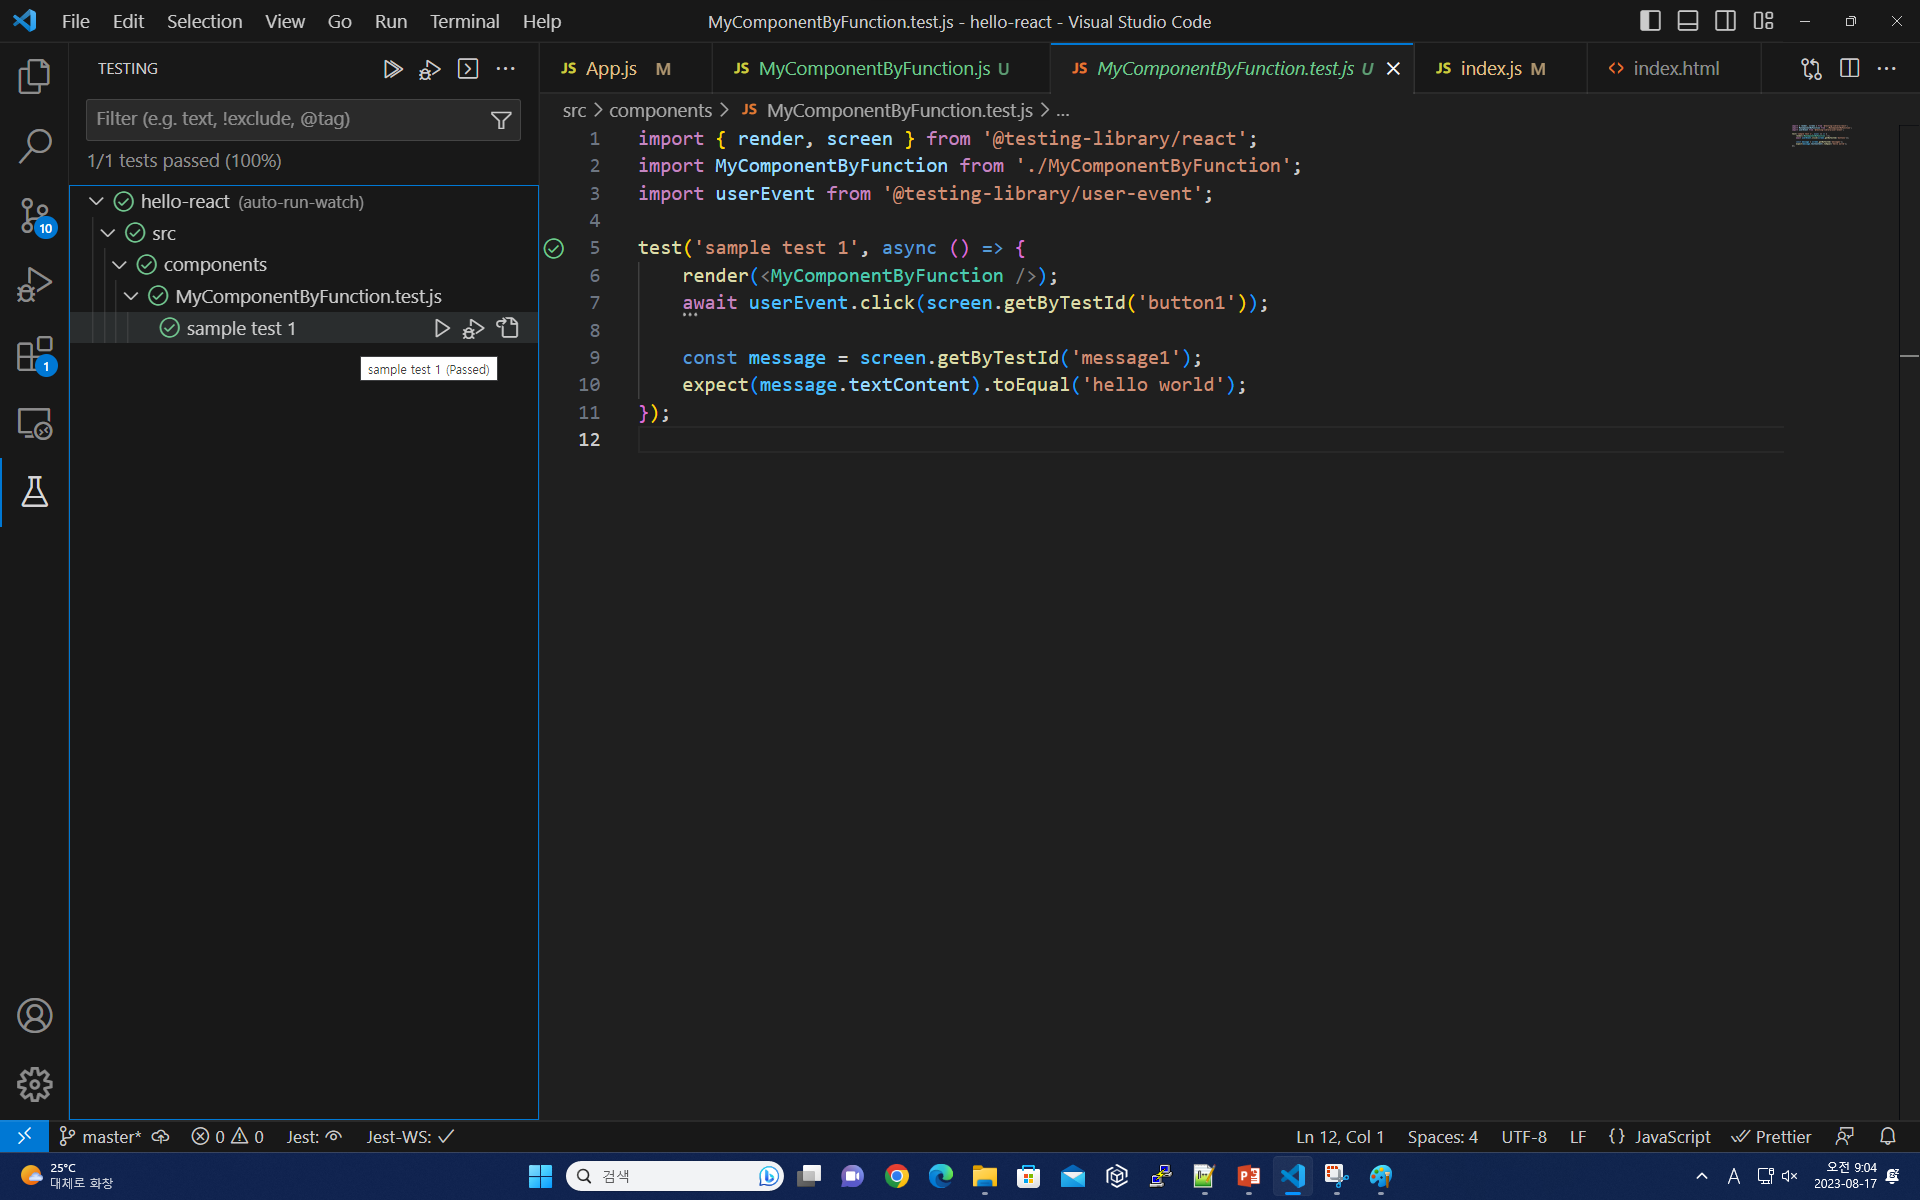 File Edit Selection View Go Run Terminal Help
MyComponentByFunction.test.js - hello-react - Visual Studio Code
TESTING
Filter (e.g. text, !exclude, @tag)
1/1 tests passed (100%)
hello-react (auto-run-watch)
src
components
MyComponentByFunction.test.js
sample test 1
sample test 1 (Passed)
10
1
JS App.js M
JS MyComponentByFunction.js U
JS MyComponentByFunction.test.js U
JS index.js M
<> index.html
src > components > JS MyComponentByFunction.test.js > ...
1 import { render, screen } from '@testing-library/react';
2 import MyComponentByFunction from './MyComponentByFunction';
3 import userEvent from '@testing-library/user-event';
4
5 test('sample test 1', async () => {
6 render(<MyComponentByFunction />);
7 await userEvent.click(screen.getByTestId('button1'));
8
9 const message = screen.getByTestId('message1');
10 expect(message.textContent).toEqual('hello world');
11 });
12
master* 0 0 Jest: Jest-WS:
Ln 12, Col 1 Spaces: 4 UTF-8 LF {} JavaScript Prettier
25°C
대체로 화창
검색
A
오전 9:04
2023-08-17